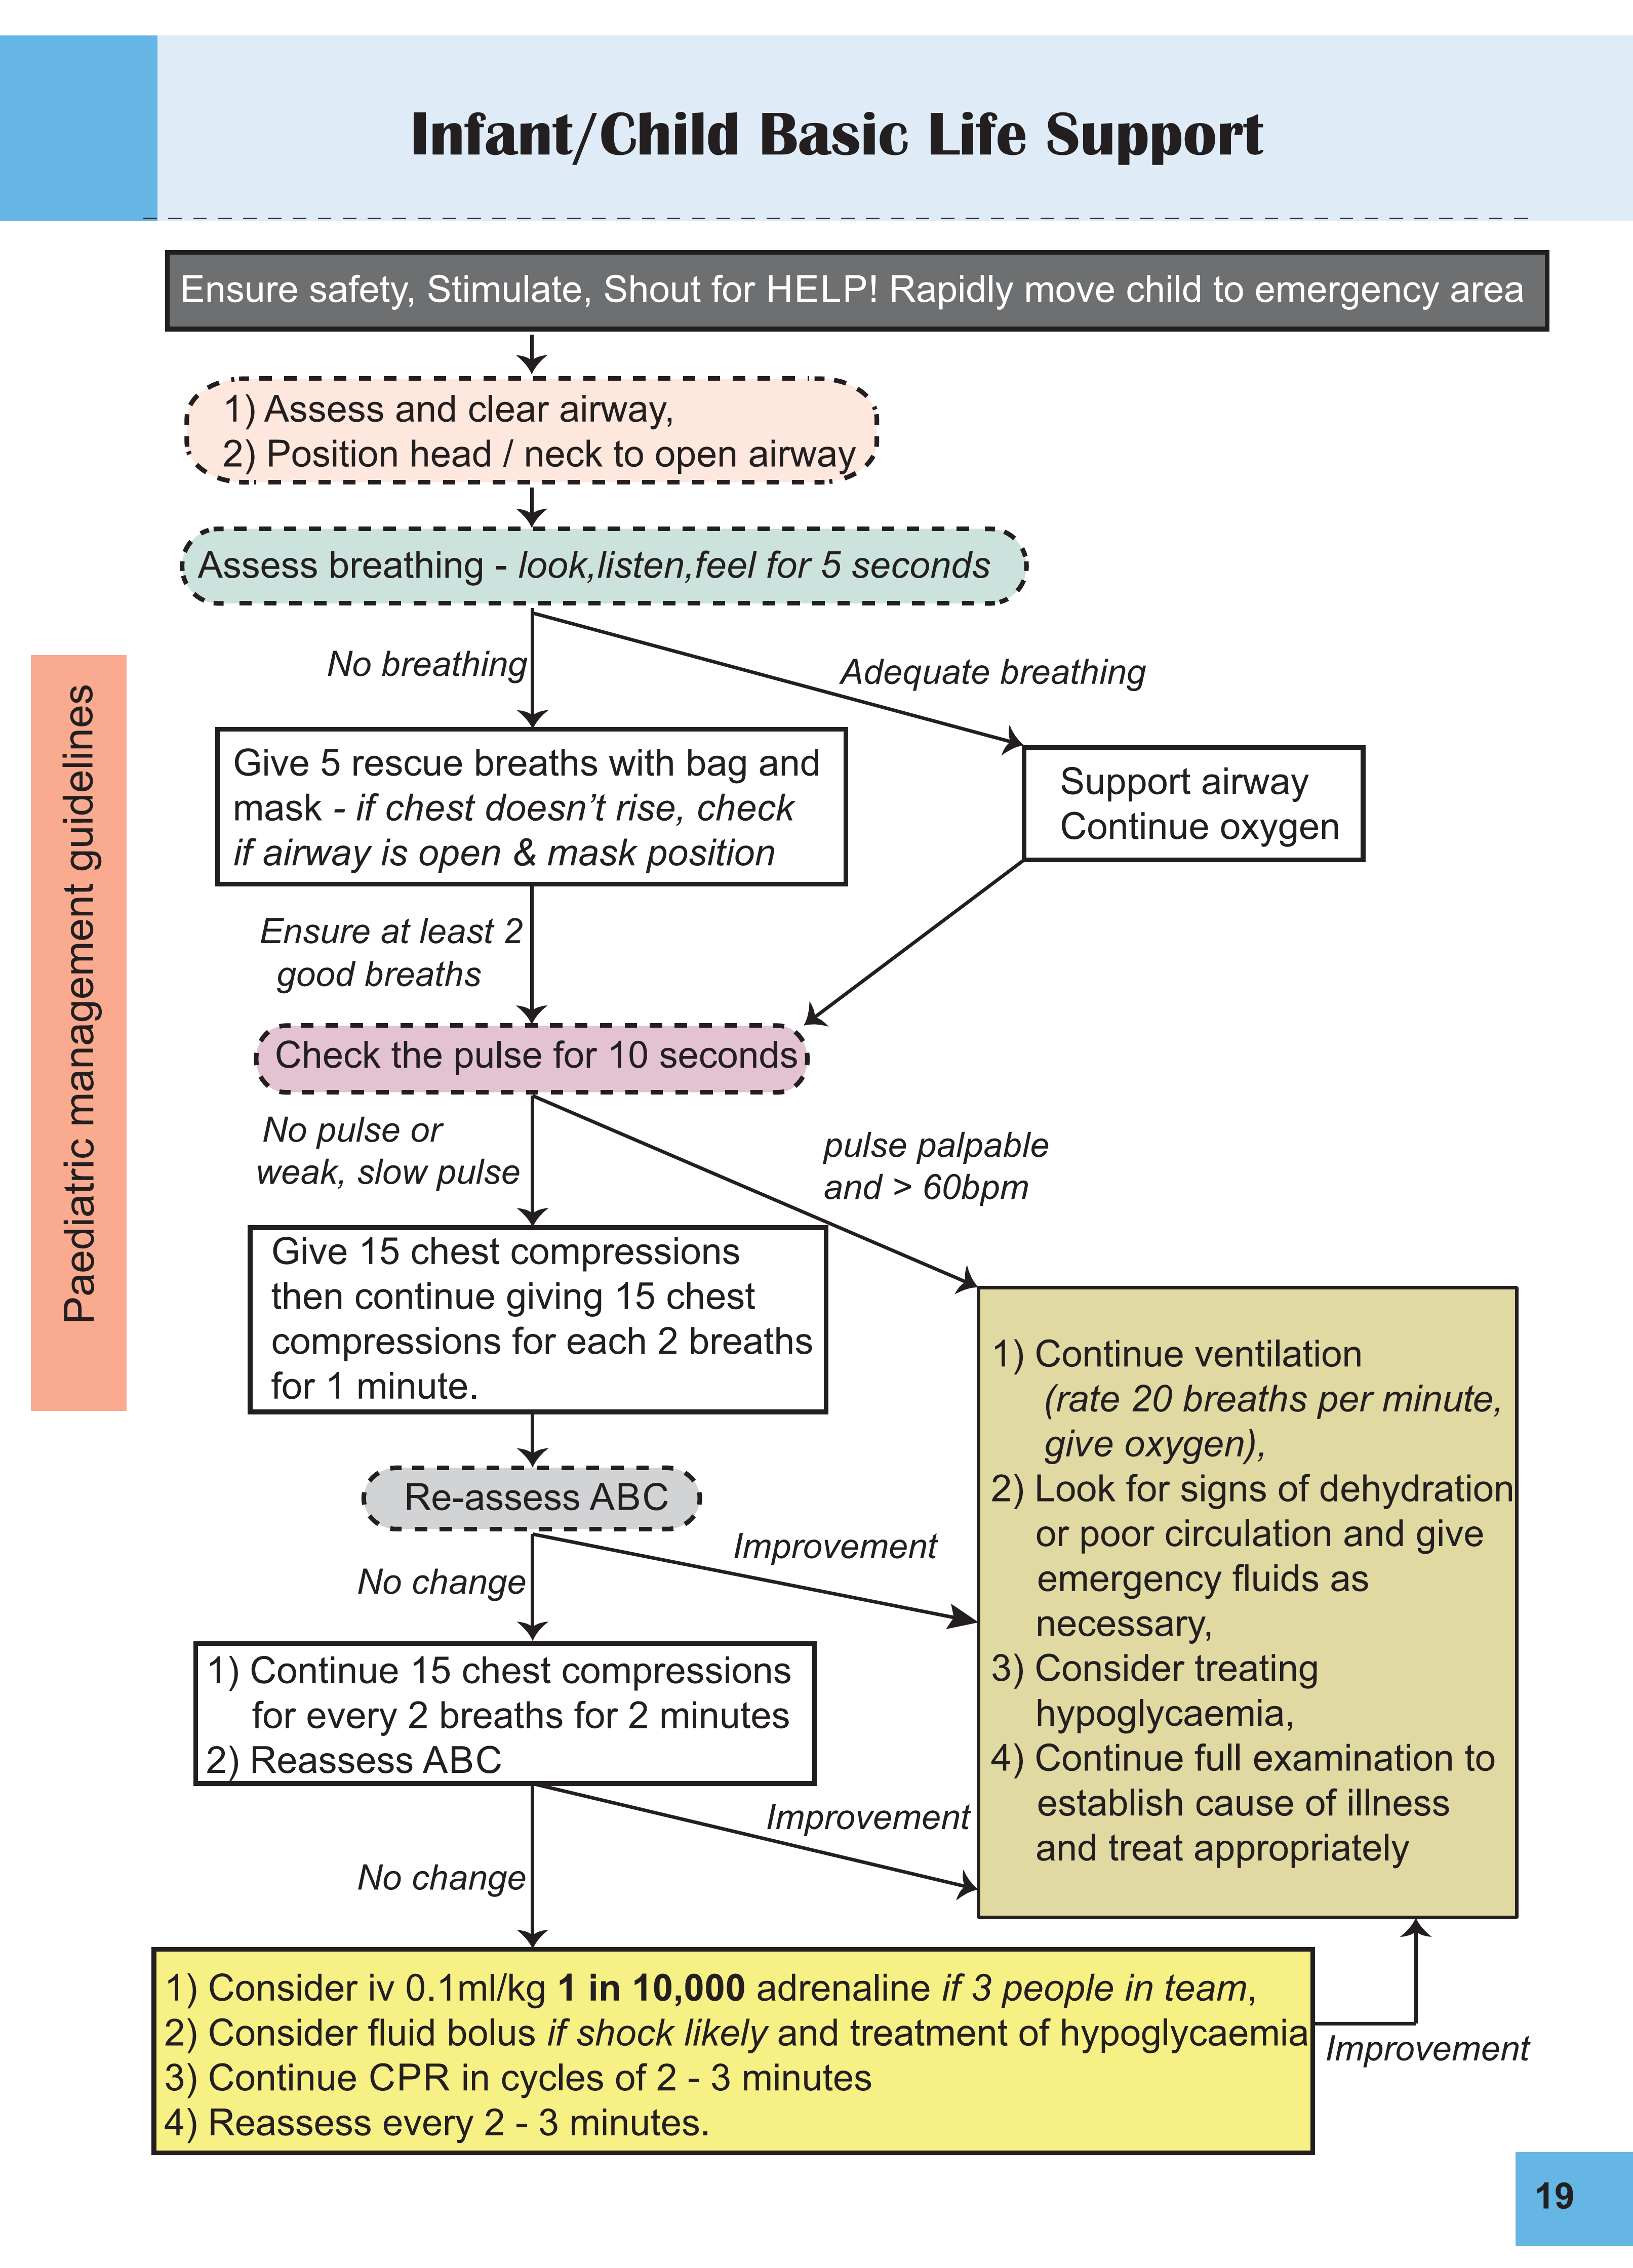 Infant/Child Basic Life Support
Ensure safety, Stimulate, Shout for HELP! Rapidly move child to emergency area
1) Assess and clear airway,
2) Position head / neck to open airway
Assess breathing - look,listen,feel for 5 seconds
No breathing
Adequate breathing
Give 5 rescue breaths with bag and
mask - if chest doesn’t rise, check
if airway is open & mask position
Support airway
Continue oxygen
Ensure at least 2
good breaths
Check the pulse for 10 seconds
No pulse or
weak, slow pulse
pulse palpable
and > 60bpm
Give 15 chest compressions
then continue giving 15 chest
compressions for each 2 breaths
for 1 minute.
Re-assess ABC
No change
Improvement
1) Continue ventilation
(rate 20 breaths per minute,
give oxygen),
2) Look for signs of dehydration
or poor circulation and give
emergency fluids as
necessary,
3) Consider treating
hypoglycaemia,
4) Continue full examination to
establish cause of illness
and treat appropriately
1) Continue 15 chest compressions
for every 2 breaths for 2 minutes
2) Reassess ABC
No change
Improvement
1) Consider iv 0.1ml/kg 1 in 10,000 adrenaline if 3 people in team,
2) Consider fluid bolus if shock likely and treatment of hypoglycaemia
3) Continue CPR in cycles of 2 - 3 minutes
4) Reassess every 2 - 3 minutes.
Improvement
Paediatric management guidelines
19